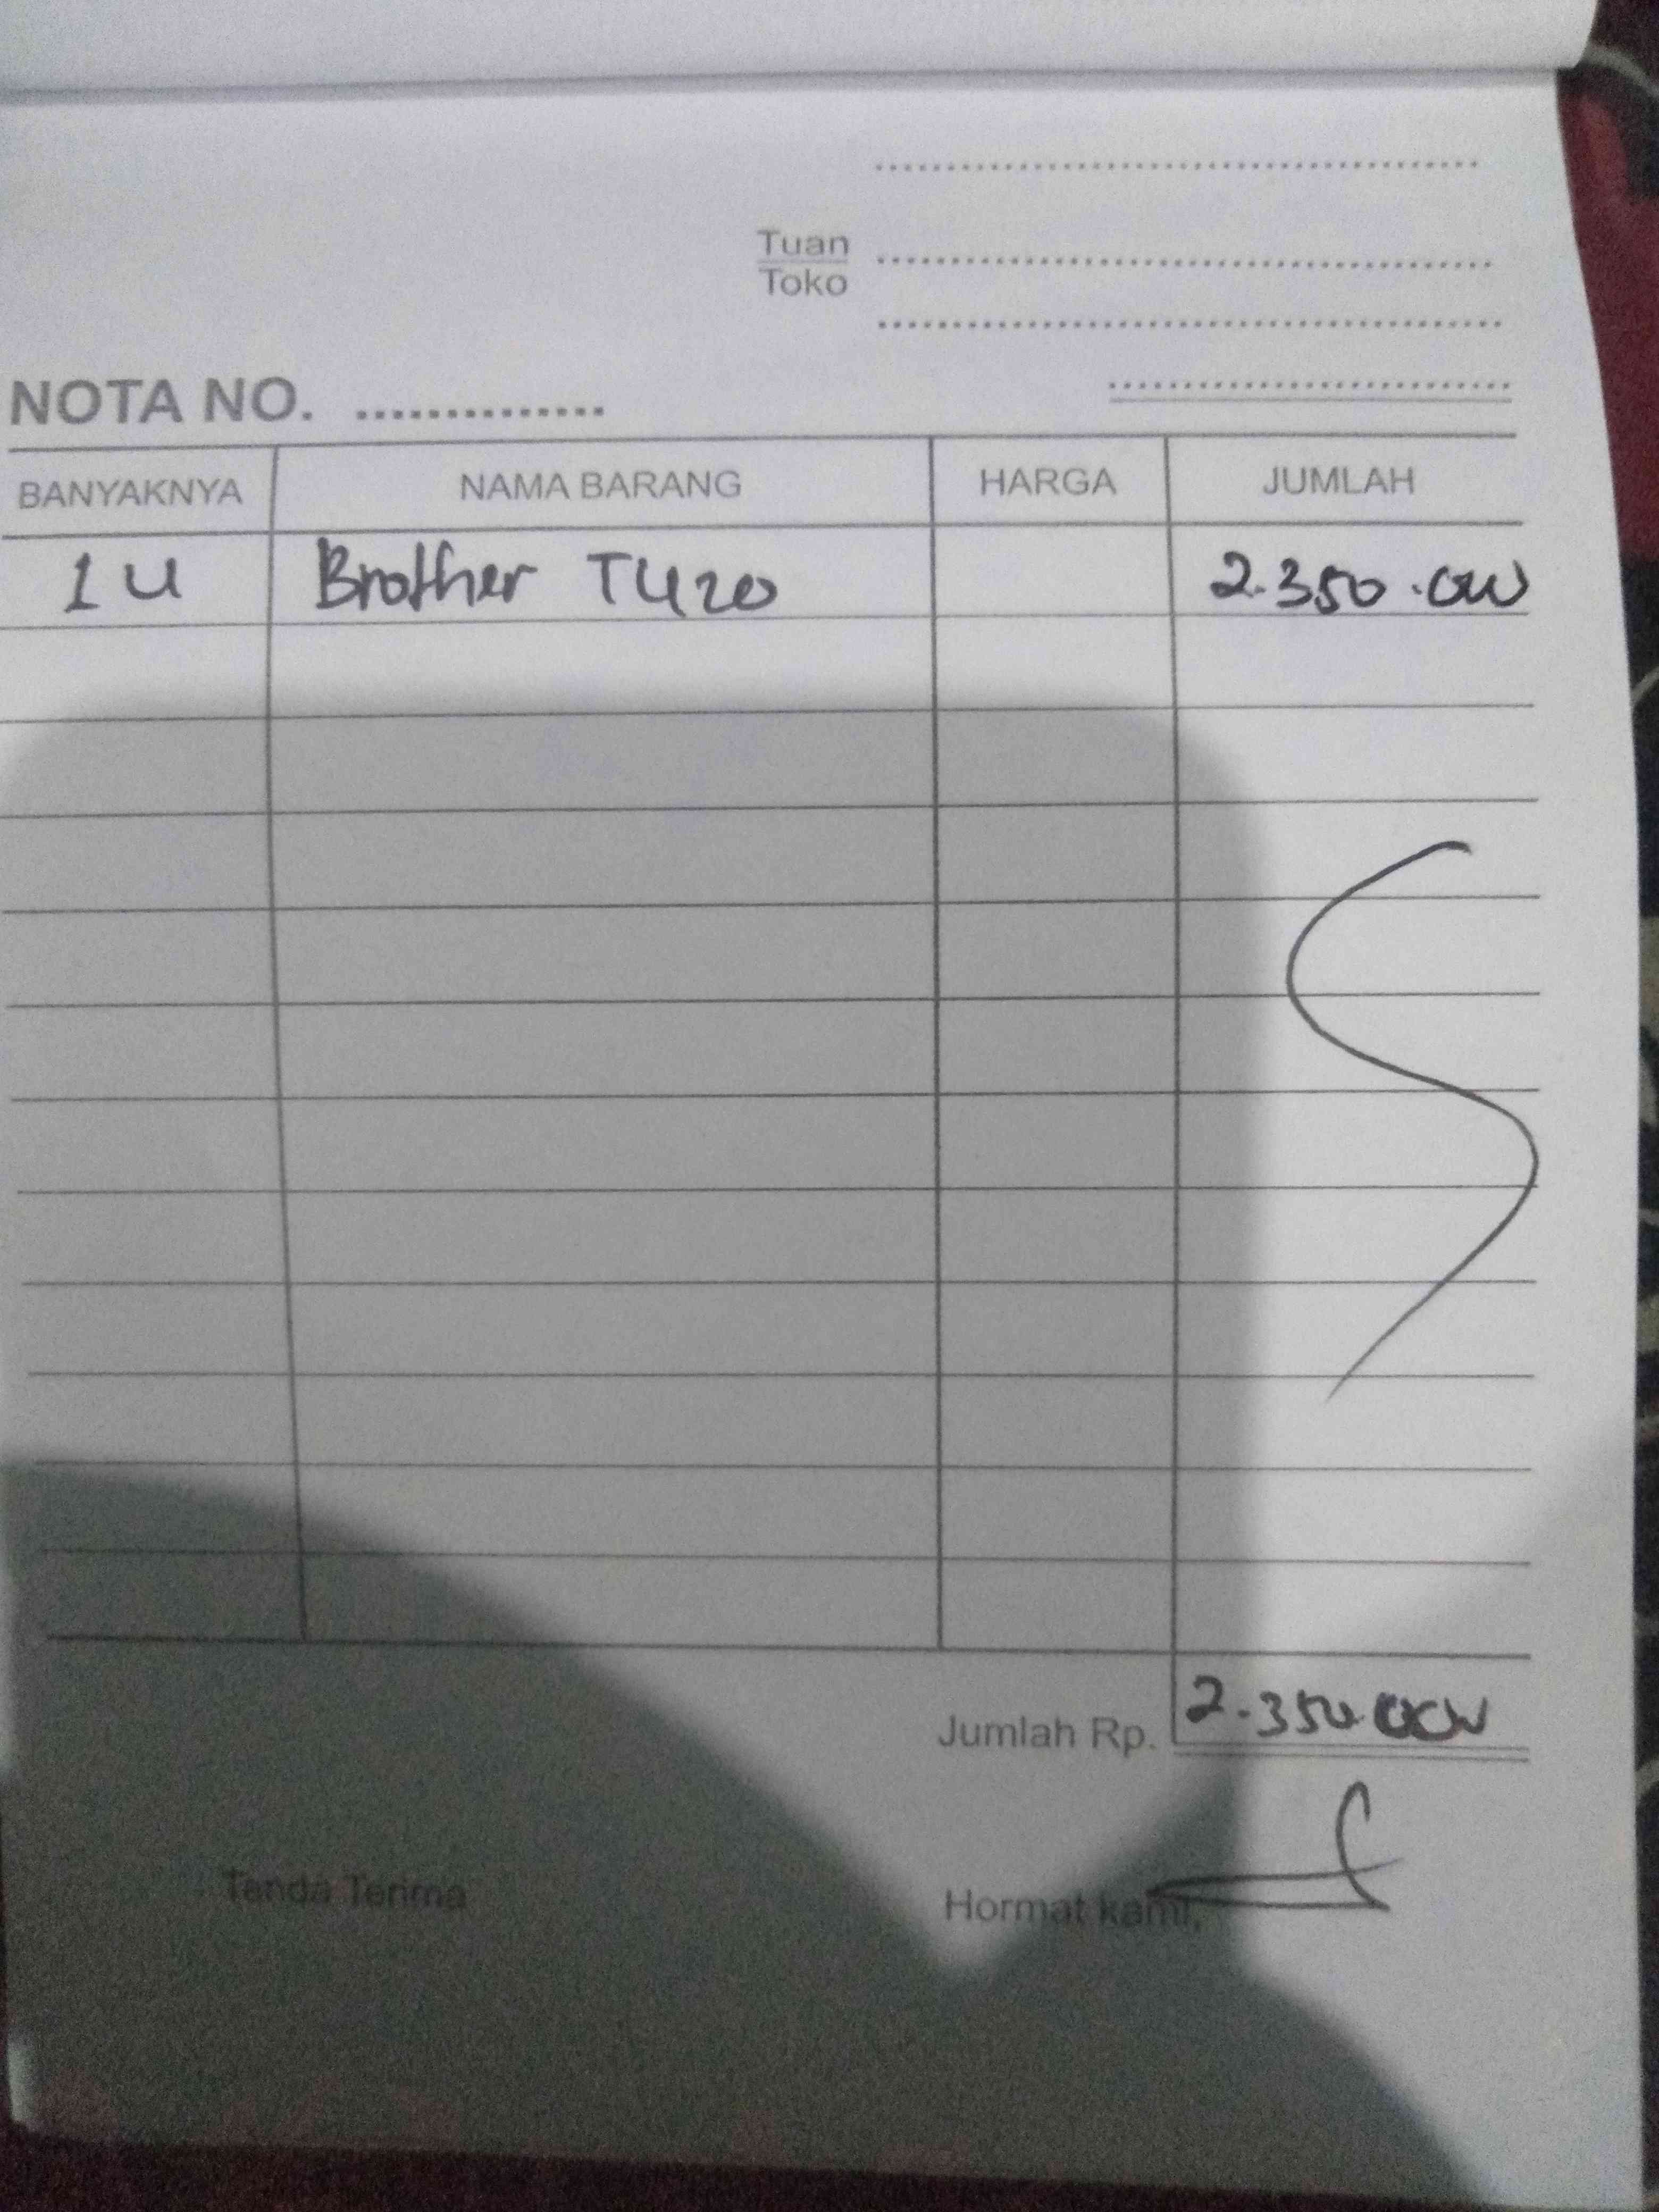 Tuan
Toko
NOTA NO. ..............
BANYAKNYA NAMA BARANG HARGA JUMLAH
1 U Brother T420 2.350.000
Jumlah Rp. 2.350.000
Tanda Terima Hormat kami,